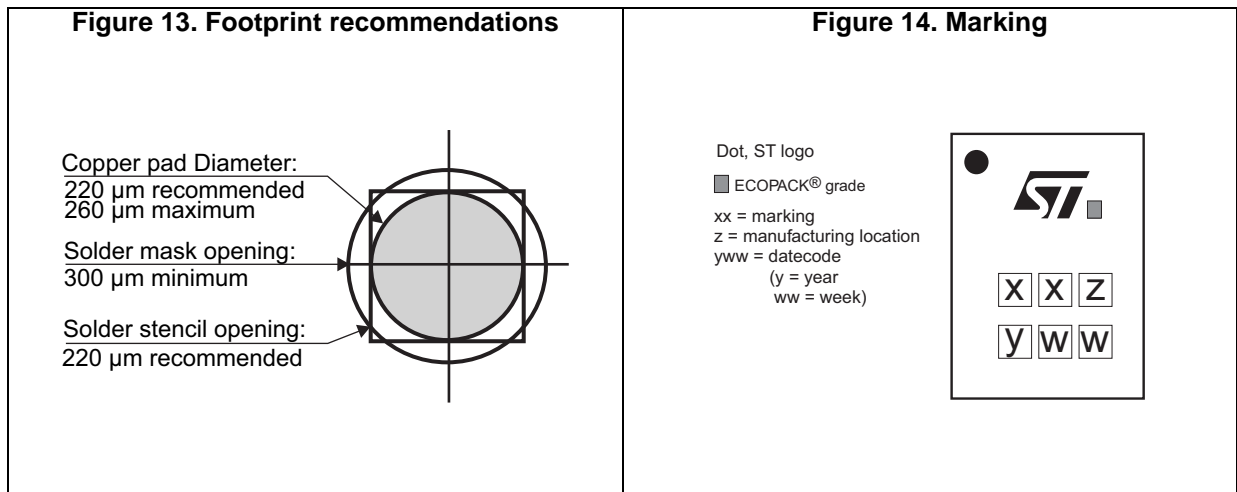 Figure 13. Footprint recommendations
Copper pad Diameter:
220 µm recommended
260 µm maximum
Solder mask opening:
300 µm minimum
Solder stencil opening:
220 µm recommended
Figure 14. Marking
Dot, ST logo
ECOPACK® grade
xx = marking
z = manufacturing location
yww = datecode
(y = year
ww = week)
ST
x x z
y w w